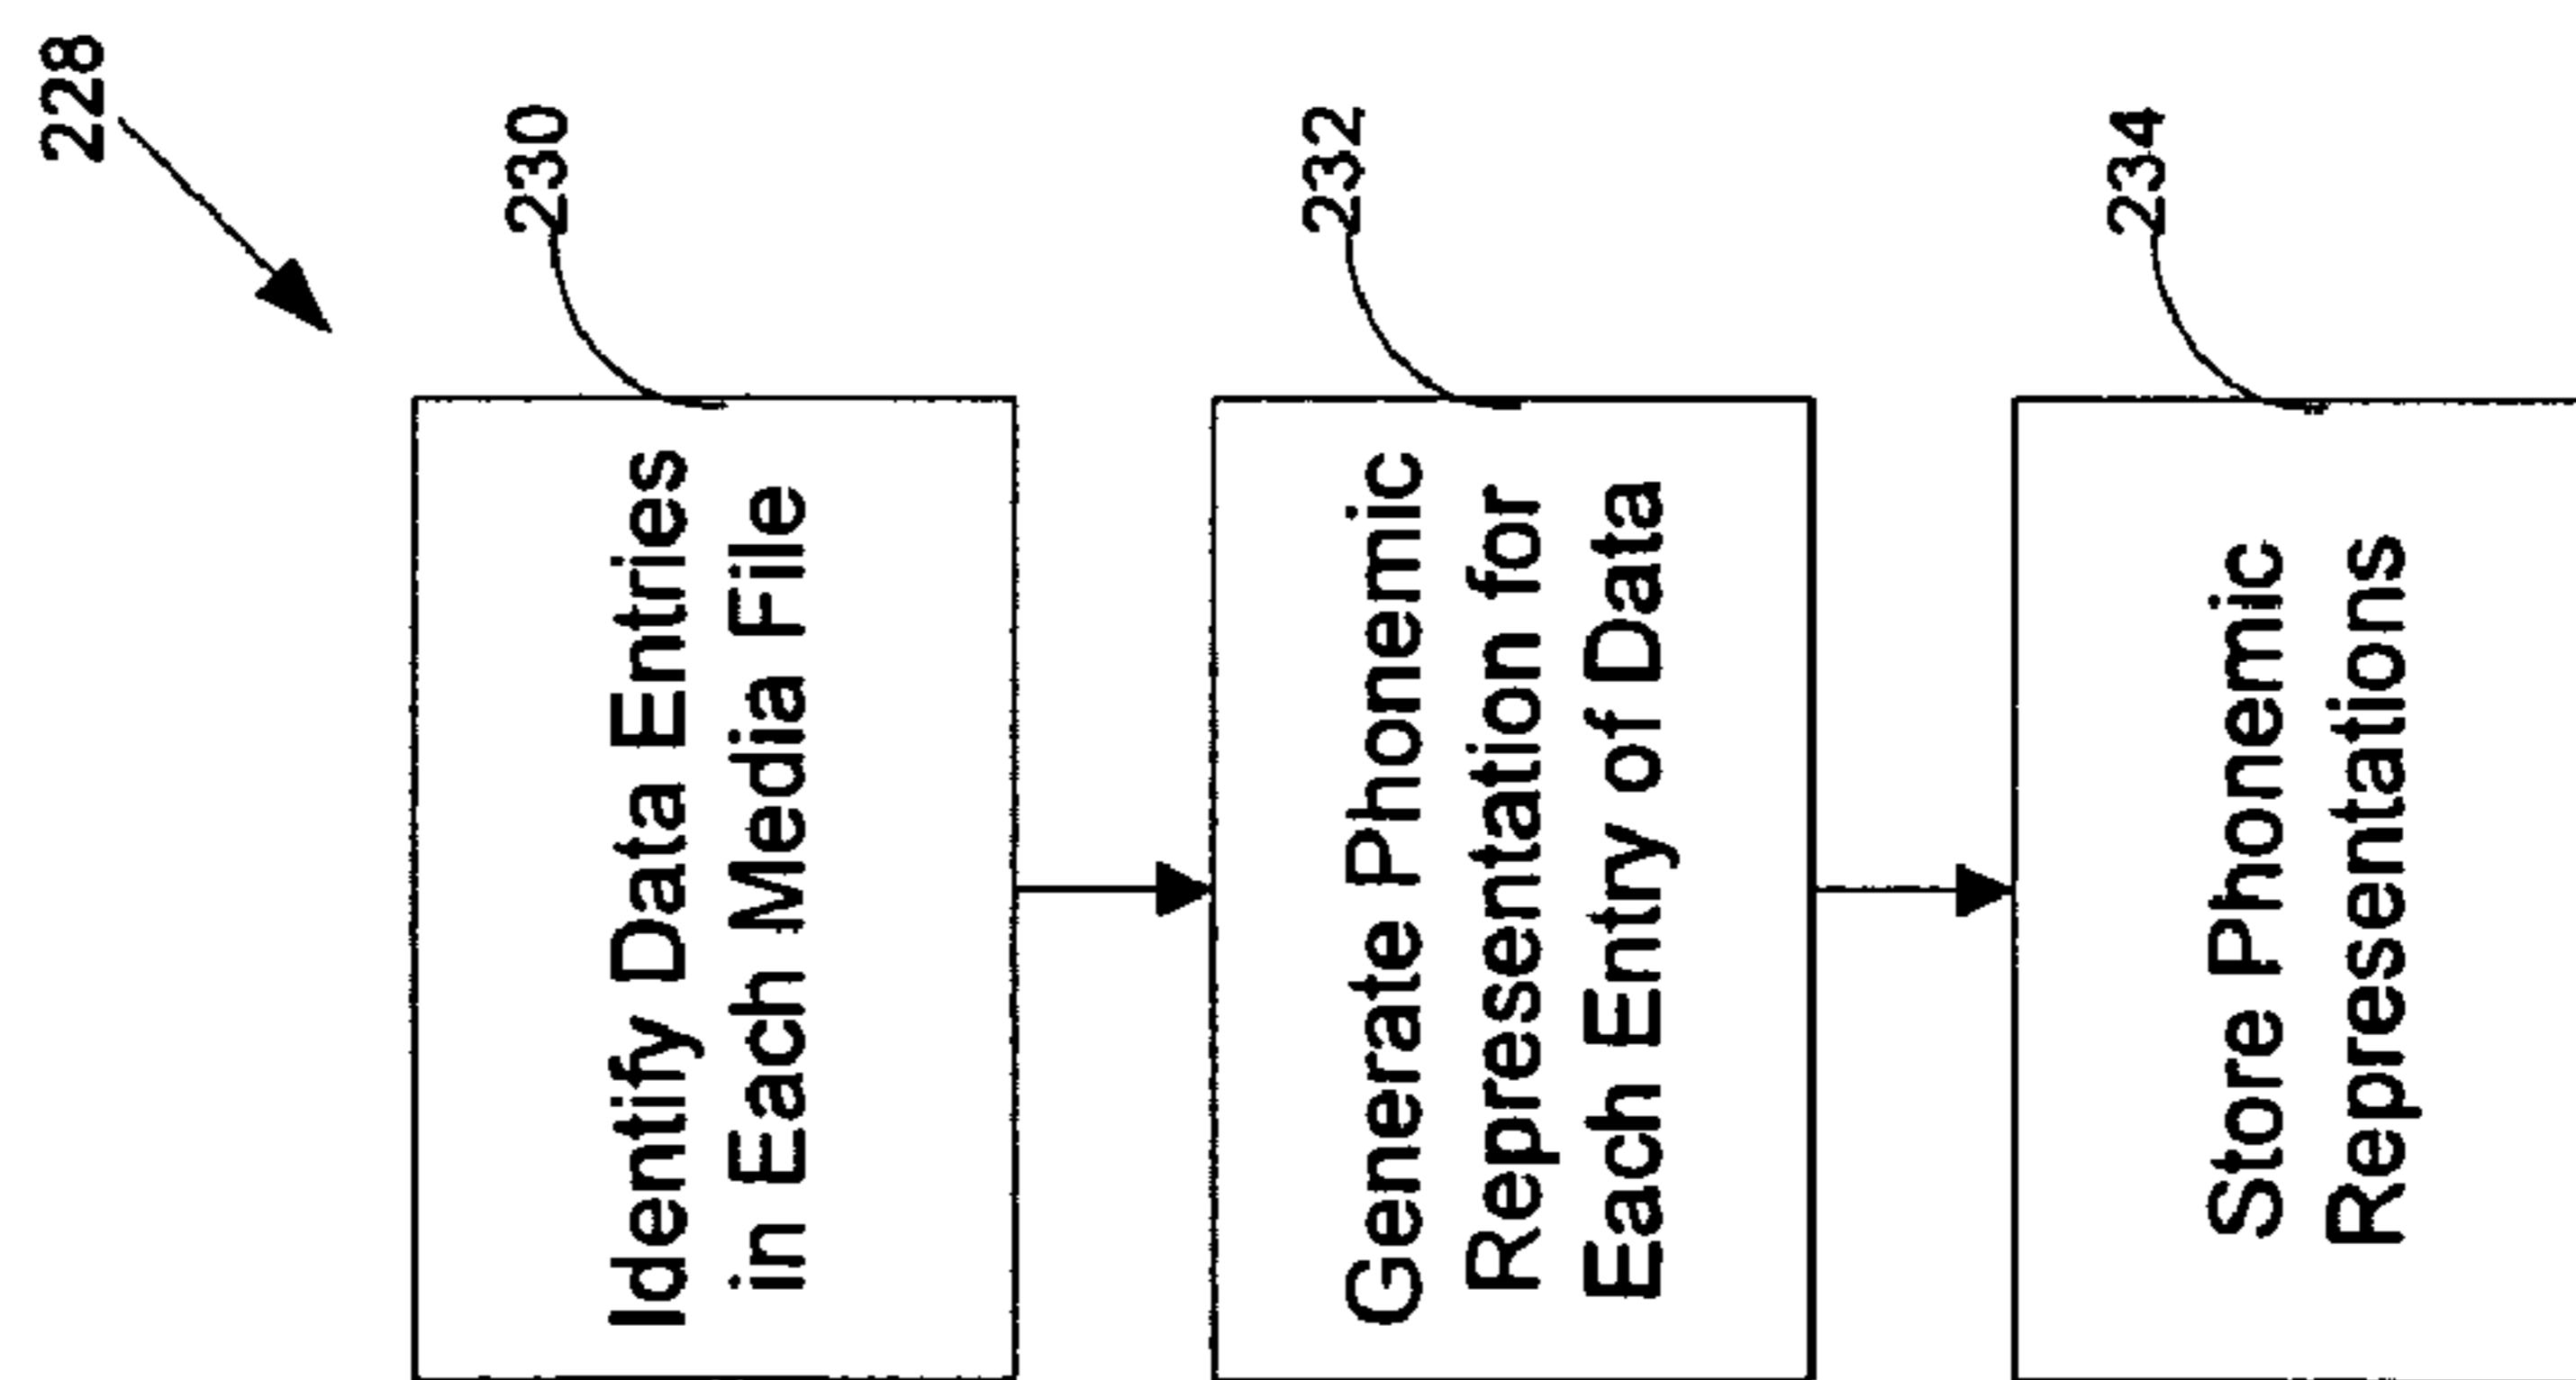 228
230
Identify Data Entries
in Each Media File
232
Generate Phonemic
Representation for
Each Entry of Data
234
Store Phonemic
Representations